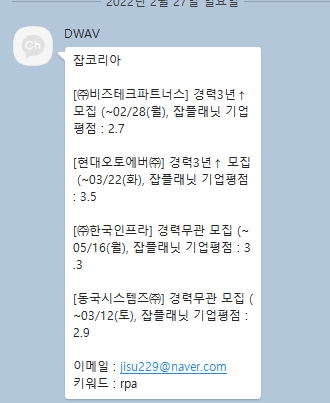 2022년 2월 27일 일요일
DWAV
Ch
잡코리아
[㈜비즈테크파트너스] 경력3년↑
모집 (~02/28(월), 잡플래닛 기업
평점 : 2.7
[현대오토에버㈜] 경력3년↑ 모집
(~03/22(화), 잡플래닛 기업평점
: 3.5
[㈜한국인프라] 경력무관 모집 (~
05/16(월), 잡플래닛 기업평점 : 3
.3
[동국시스템즈㈜] 경력무관 모집 (
~03/12(토), 잡플래닛 기업평점 :
2.9
이메일 : jisu229@naver.com
키워드 : rpa